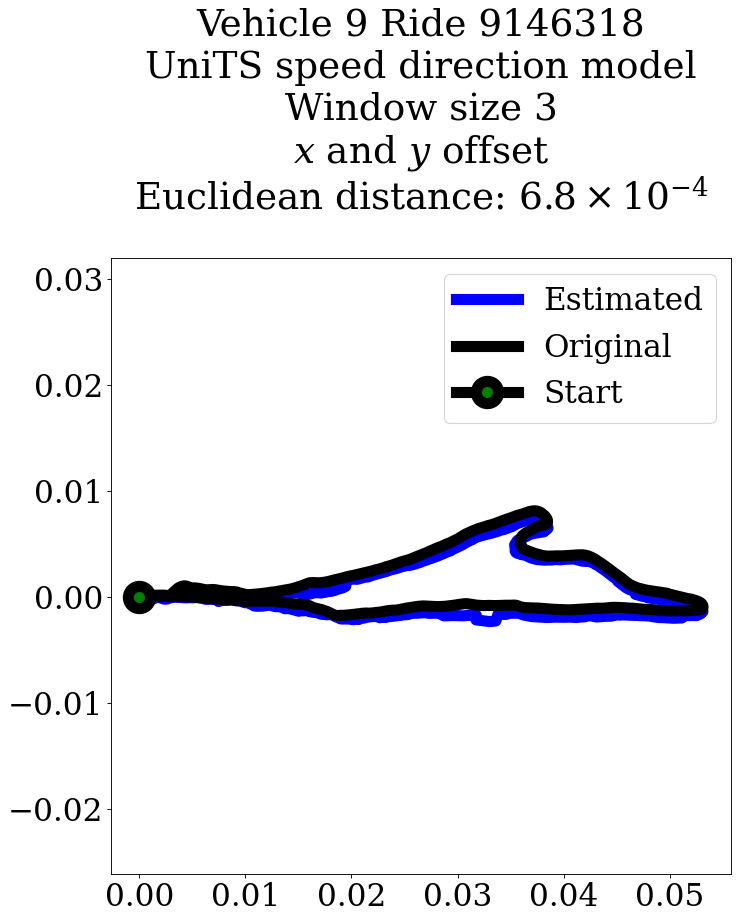 Vehicle 9 Ride 9146318
UniTS speed direction model
Window size 3
x and y offset
Euclidean distance: 6.8 × 10⁻⁴
Estimated
Original
Start
0.03
0.02
0.01
0.00
−0.01
−0.02
0.00 0.01 0.02 0.03 0.04 0.05